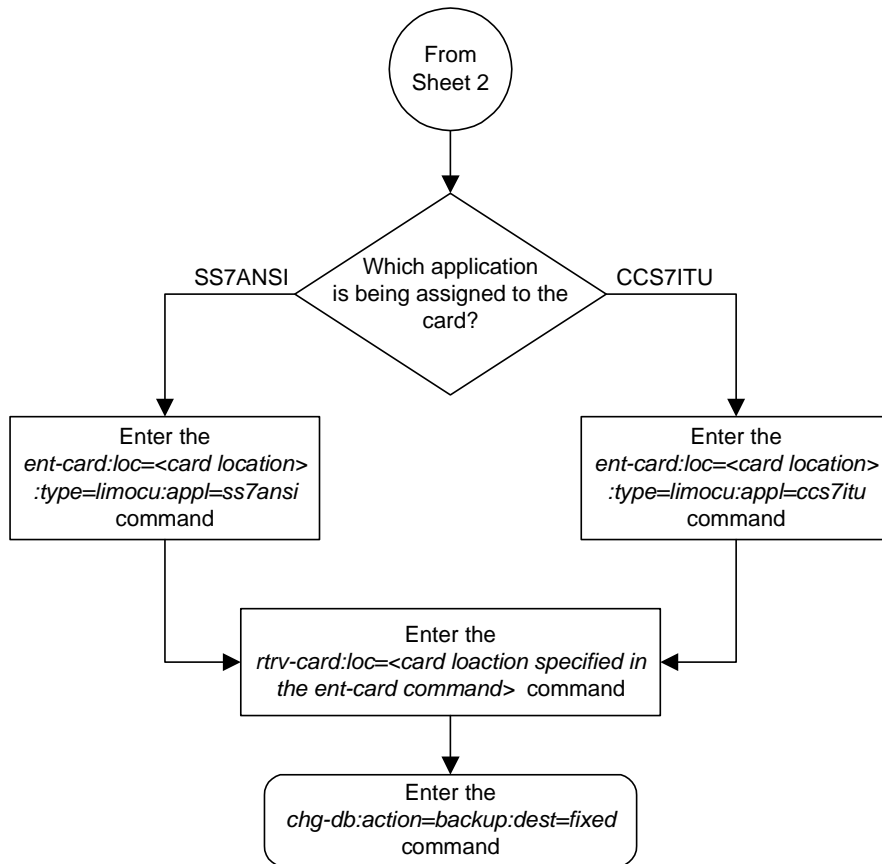 From
Sheet 2
Which application
is being assigned to the
card?
SS7ANSI
CCS7ITU
Enter the
ent-card:loc=<card location>
:type=limocu:appl=ss7ansi
command
Enter the
ent-card:loc=<card location>
:type=limocu:appl=ccs7itu
command
Enter the
rtrv-card:loc=<card loaction specified in
the ent-card command> command
Enter the
chg-db:action=backup:dest=fixed
command